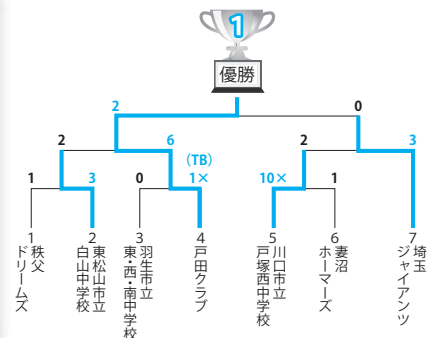 1
優勝
2
0
2
6
2
3
(TB)
1
3
0
1×
10×
1
1
秩父
ドリームズ
2
東松山市立
白山中学校
3
羽生市立
東・西・南中学校
4
戸田クラブ
5
川口市立
戸塚西中学校
6
妻沼
ホーマーズ
7
埼玉
ジャイアンツ